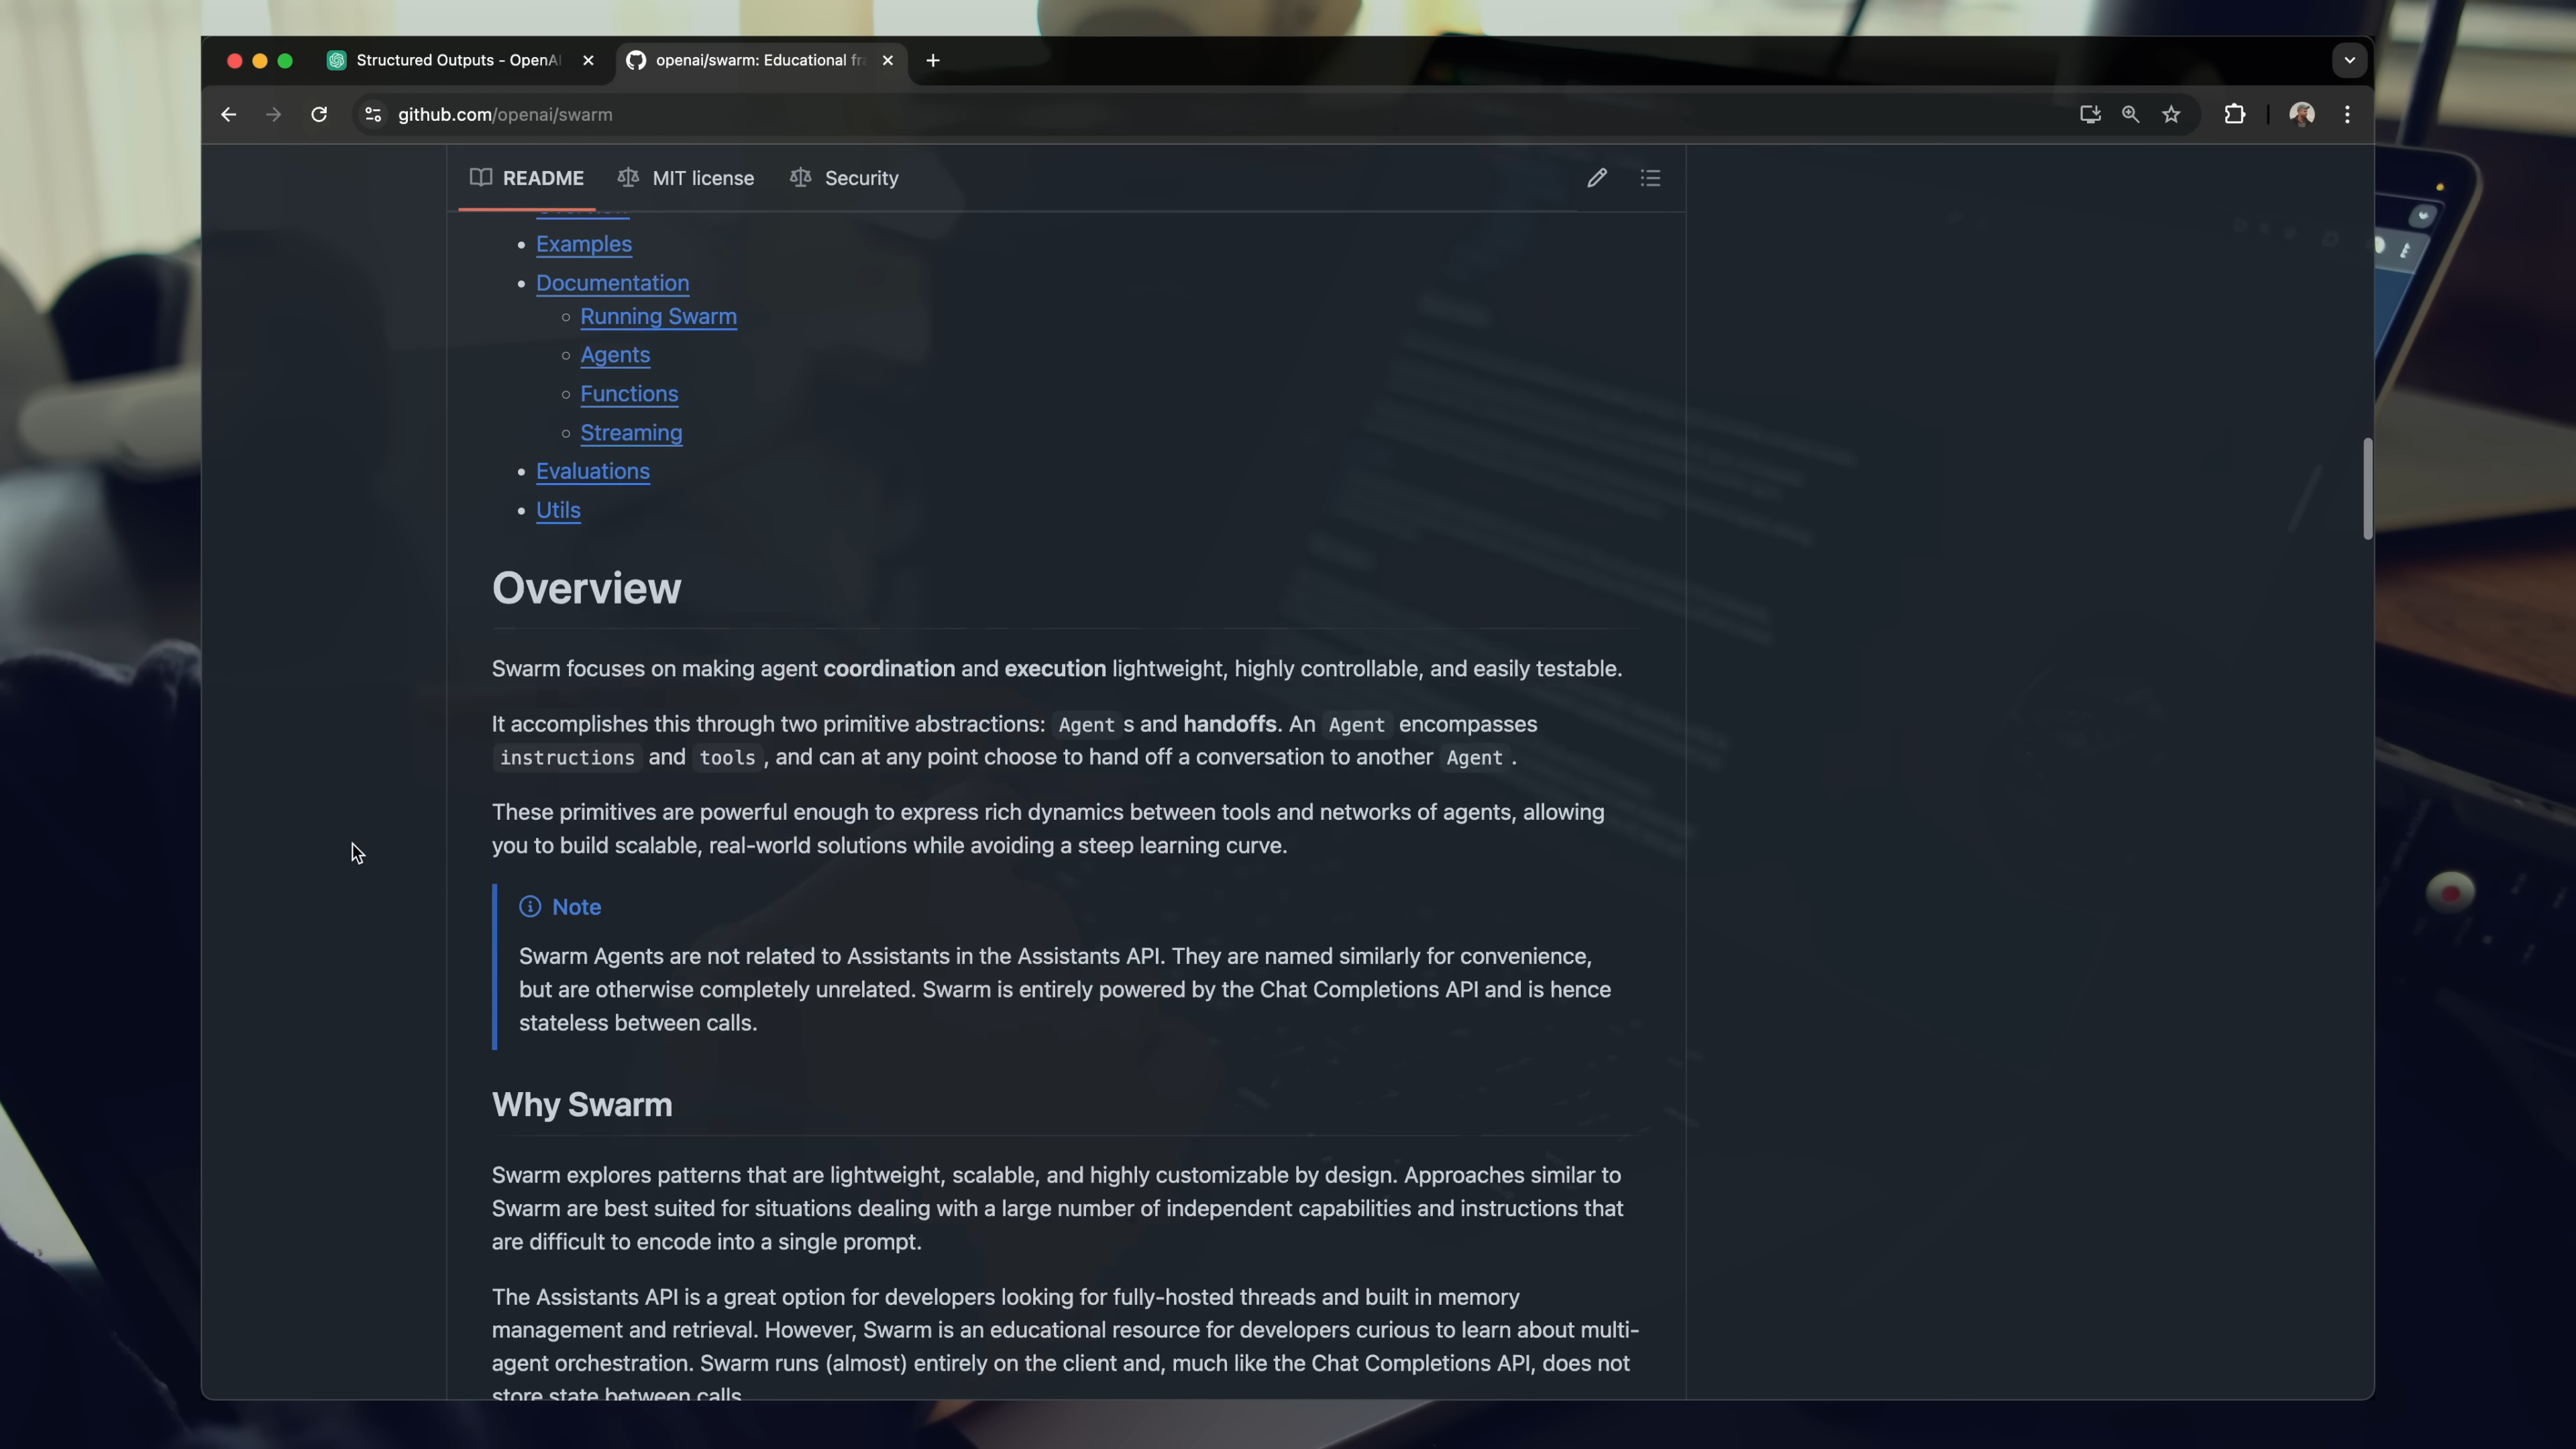 Structured Outputs - OpenAI
openai/swarm: Educational fra
github.com/openai/swarm
README
MIT license
Security
Examples
Documentation
Running Swarm
Agents
Functions
Streaming
Evaluations
Utils
Overview
Swarm focuses on making agent coordination and execution lightweight, highly controllable, and easily testable.
It accomplishes this through two primitive abstractions: Agent s and handoffs. An Agent encompasses
instructions and tools , and can at any point choose to hand off a conversation to another Agent .
These primitives are powerful enough to express rich dynamics between tools and networks of agents, allowing
you to build scalable, real-world solutions while avoiding a steep learning curve.
Note
Swarm Agents are not related to Assistants in the Assistants API. They are named similarly for convenience,
but are otherwise completely unrelated. Swarm is entirely powered by the Chat Completions API and is hence
stateless between calls.
Why Swarm
Swarm explores patterns that are lightweight, scalable, and highly customizable by design. Approaches similar to
Swarm are best suited for situations dealing with a large number of independent capabilities and instructions that
are difficult to encode into a single prompt.
The Assistants API is a great option for developers looking for fully-hosted threads and built in memory
management and retrieval. However, Swarm is an educational resource for developers curious to learn about multi-
agent orchestration. Swarm runs (almost) entirely on the client and, much like the Chat Completions API, does not
store state between calls